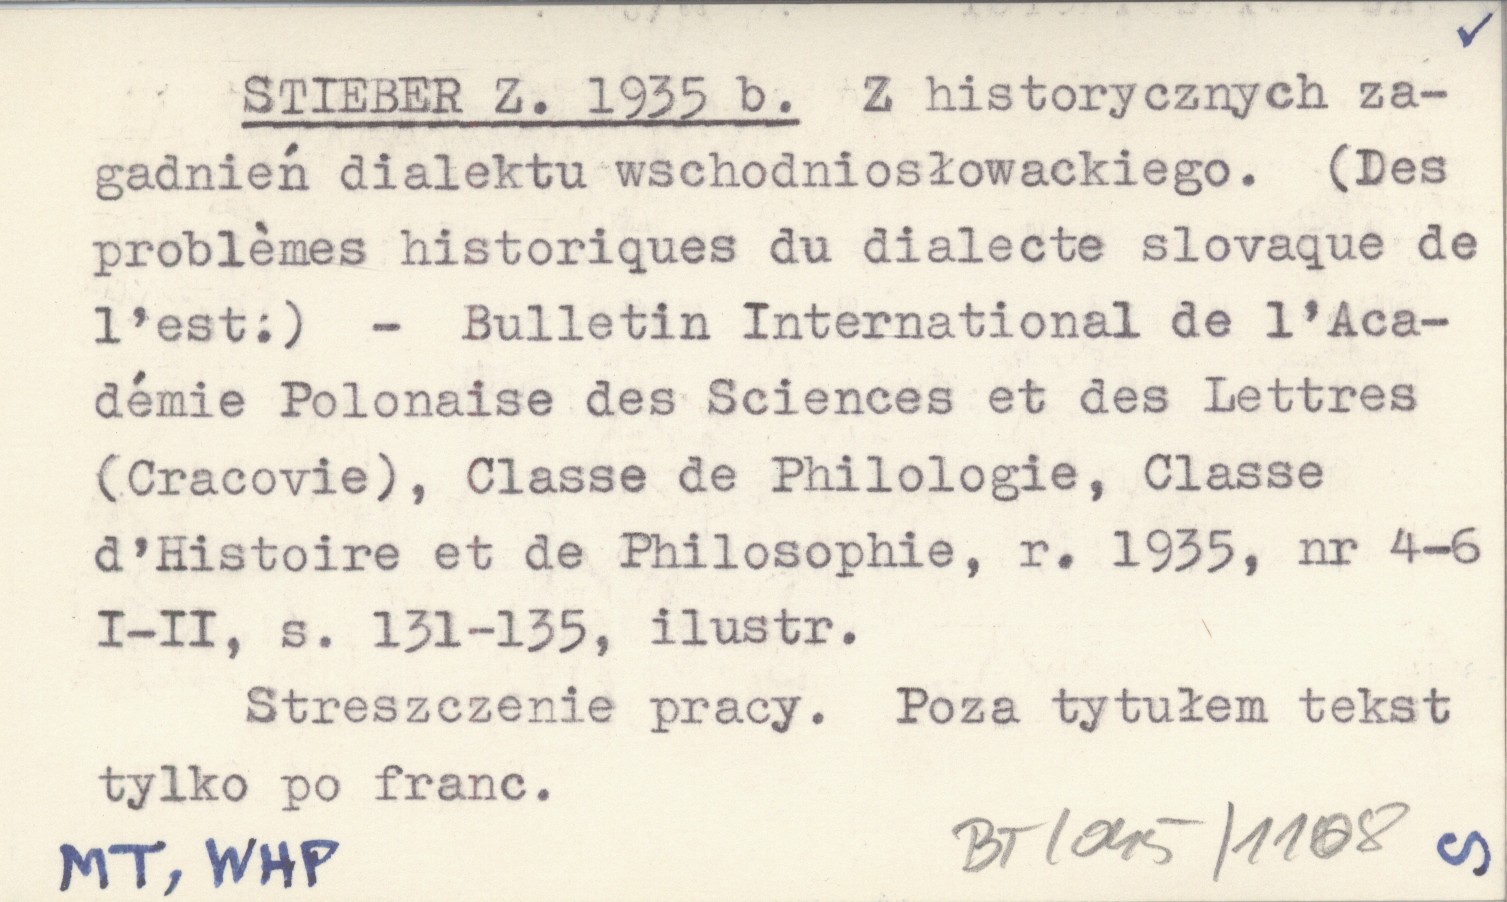 STIEBER Z. 1935 b. Z historycznych za-
gadnień dialektu wschodniosłowackiego. (Des
problèmes historiques du dialecte slovaque de
l'est:) - Bulletin International de l'Aca-
démie Polonaise des Sciences et des Lettres
(Cracovie), Classe de Philologie, Classe
d'Histoire et de Philosophie, r. 1935, nr 4-6
I-II, s. 131-135, ilustr.
Streszczenie pracy. Poza tytułem tekst
tylko po franc.
MT, WHP
BT / /1108
S